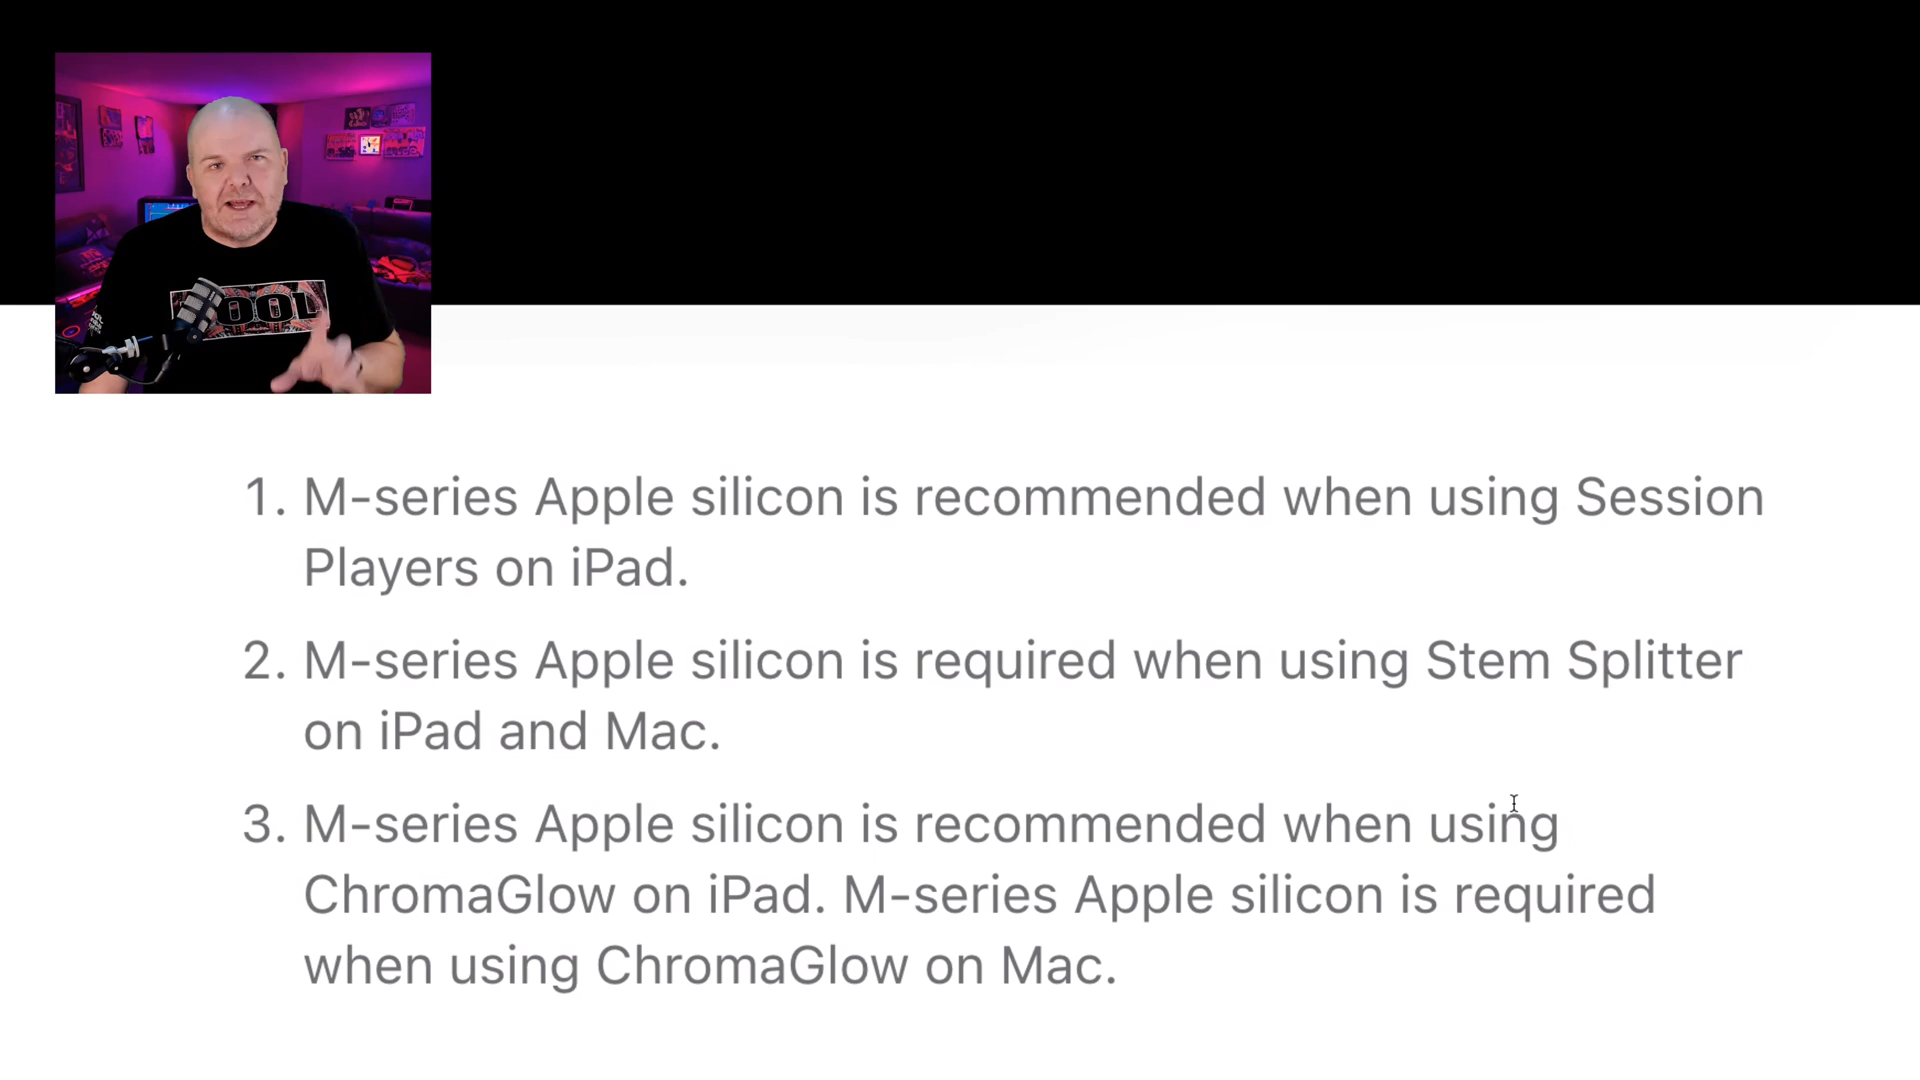 1. M-series Apple silicon is recommended when using Session
Players on iPad.
2. M-series Apple silicon is required when using Stem Splitter
on iPad and Mac.
3. M-series Apple silicon is recommended when using
ChromaGlow on iPad. M-series Apple silicon is required
when using ChromaGlow on Mac.